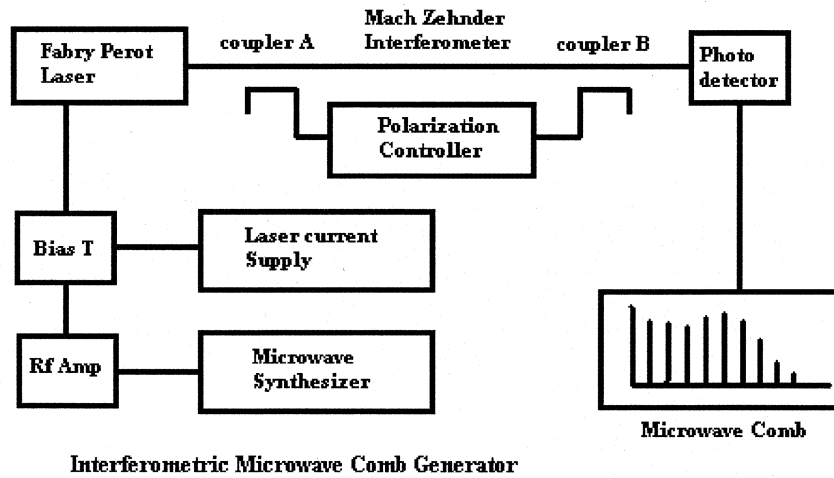 Mach Zehnder
Interferometer
Fabry Perot
Laser
coupler A
coupler B
Photo
detector
Polarization
Controller
Bias T
Laser current
Supply
Rf Amp
Microwave
Synthesizer
Microwave Comb
Interferometric Microwave Comb Generator